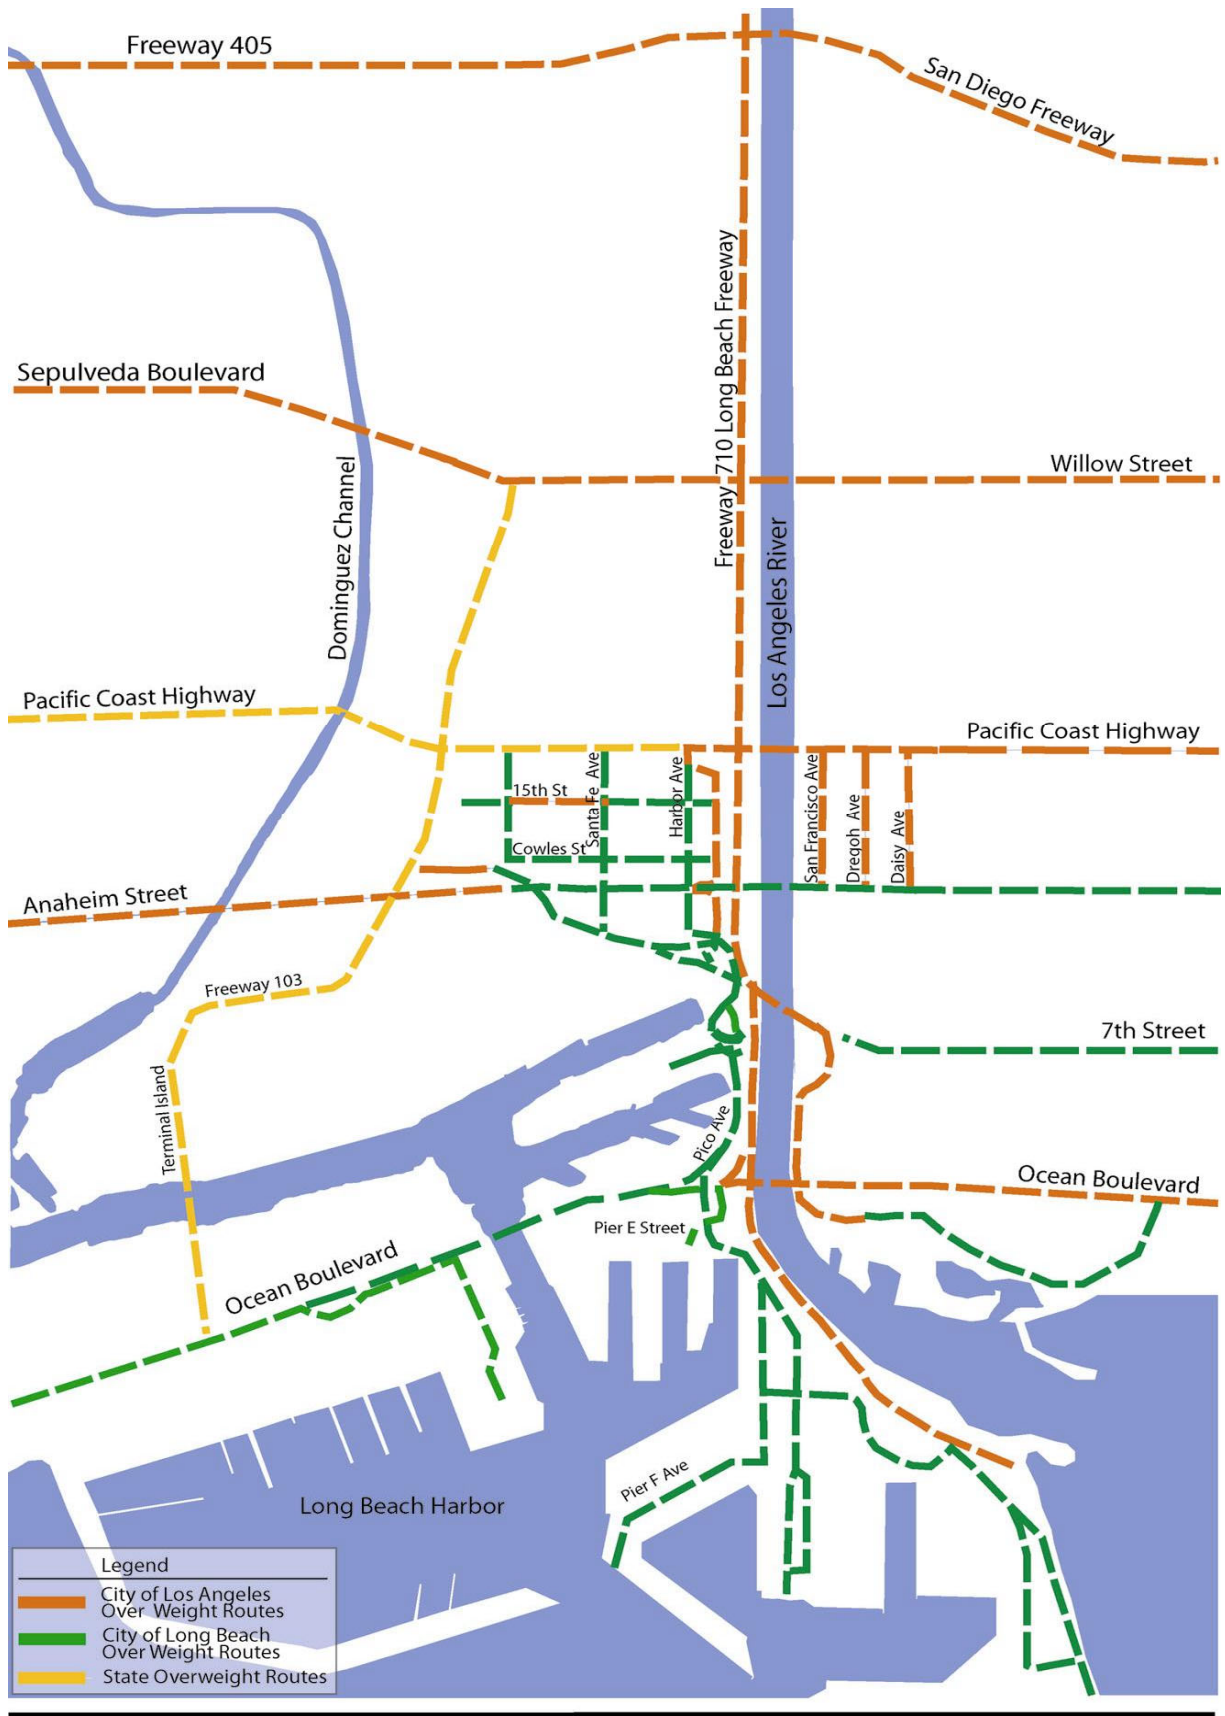 Freeway 405
San Diego Freeway
Freeway 710 Long Beach Freeway
Sepulveda Boulevard
Willow Street
Dominguez Channel
Los Angeles River
Pacific Coast Highway
Pacific Coast Highway
15th St
Santa Fe Ave
Harbor Ave
San Francisco Ave
Dregoh Ave
Daisy Ave
Cowles St
Anaheim Street
Freeway 103
7th Street
Terminal Island
Pico Ave
Ocean Boulevard
Pier E Street
Ocean Boulevard
Pier F Ave
Long Beach Harbor
Legend
City of Los Angeles
Over Weight Routes
City of Long Beach
Over Weight Routes
State Overweight Routes